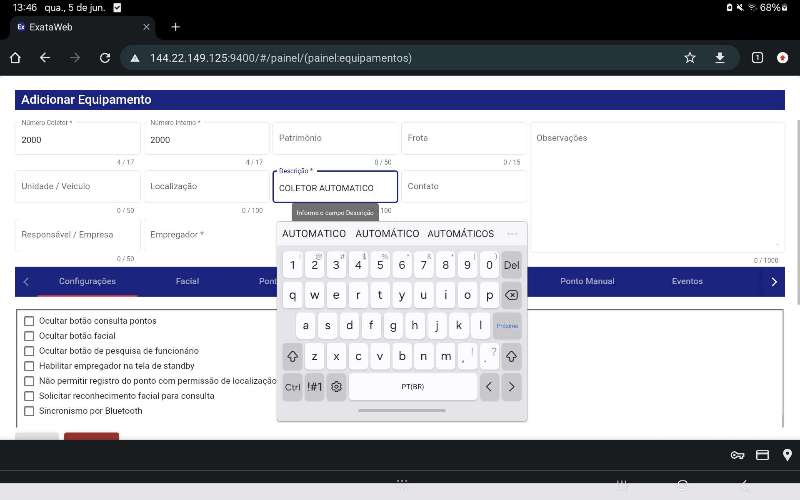 13:46 qua., 5 de jun. 68%
ExataWeb
144.22.149.125:9400/#/painel/(painel:equipamentos)
1
Adicionar Equipamento
Número Coletor *
2000
4 / 17
Número Interno *
2000
4 / 17
Patrimônio
0 / 50
Frota
0 / 15
Observações
0 / 1000
Unidade / Veículo
0 / 50
Localização
0 / 100
Descrição *
COLETOR AUTOMATICO
100
Contato
Informe o campo Descrição
Responsável / Empresa
0 / 50
Empregador *
AUTOMATICO AUTOMÁTICO AUTOMÁTICOS
1 2 3 4 5 6 7 8 9 0 Del
q w e r t y u i o p
a s d f g h j k l Próximo
z x c v b n m , ! . ?
Ctrl !#1 PT(BR)
Configurações Facial Pont Ponto Manual Eventos
Ocultar botão consulta pontos
Ocultar botão facial
Ocultar botão de pesquisa de funcionário
Habilitar empregador na tela de standby
Não permitir registro do ponto com permissão de localização
Solicitar reconhecimento facial para consulta
Sincronismo por Bluetooth